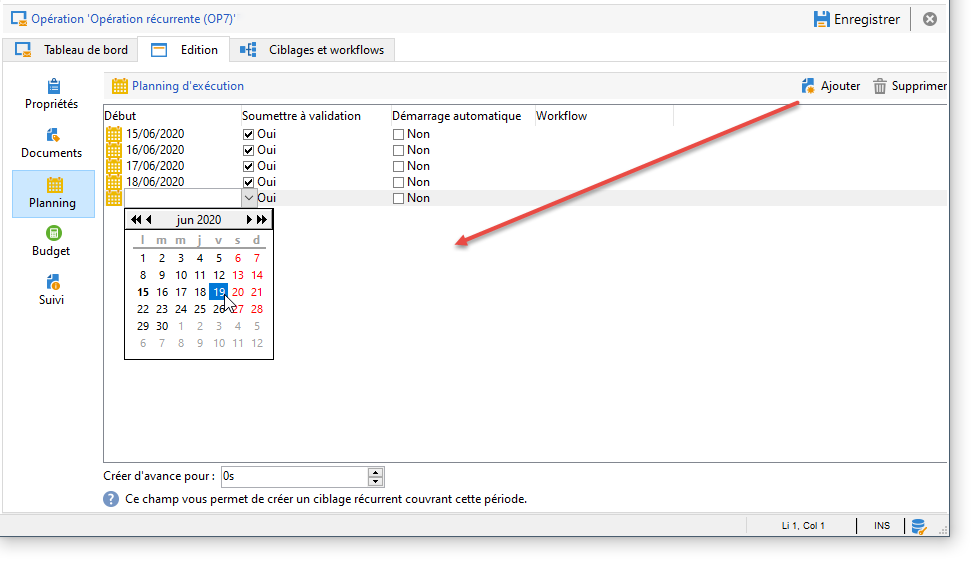 Opération 'Opération récurrente (OP7)' Enregistrer
Tableau de bord Edition Ciblages et workflows
Propriétés
Documents
Planning
Budget
Suivi
Planning d'exécution Ajouter Supprimer
Début Soumettre à validation Démarrage automatique Workflow
15/06/2020 Oui Non
16/06/2020 Oui Non
17/06/2020 Oui Non
18/06/2020 Oui Non
Oui Non
jun 2020
l m m j v s d
1 2 3 4 5 6 7
8 9 10 11 12 13 14
15 16 17 18 19 20 21
22 23 24 25 26 27 28
29 30 1 2 3 4 5
6 7 8 9 10 11 12
Créer d'avance pour : 0s
? Ce champ vous permet de créer un ciblage récurrent couvrant cette période.
Li 1, Col 1 INS